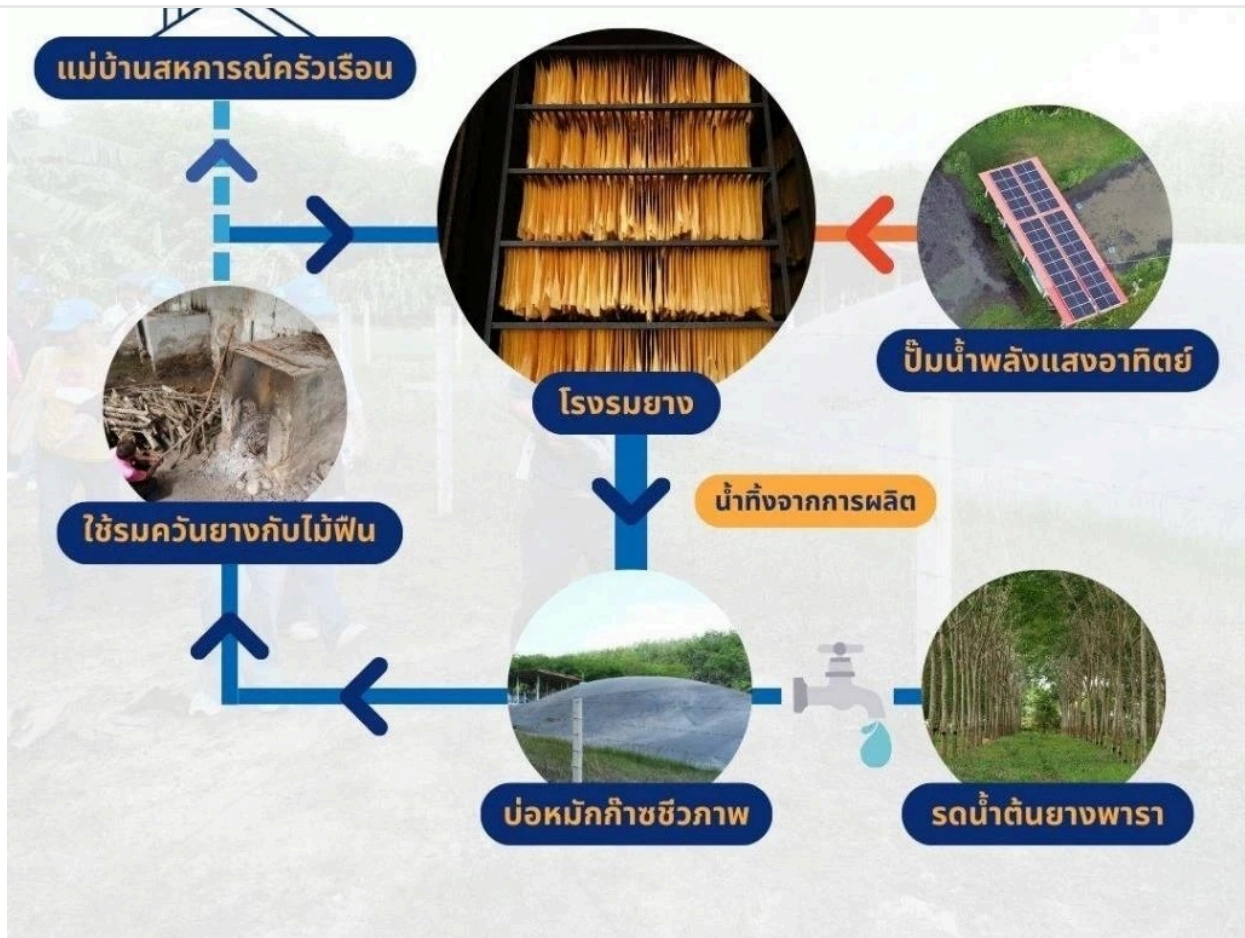 แม่บ้านสหการณ์ครัวเรือน
ปั๊มน้ำพลังแสงอาทิตย์
โรงรมยาง
น้ำทิ้งจากการผลิต
ใช้รมควันยางกับไม้ฟืน
บ่อหมักก๊าซชีวภาพ
รดน้ำต้นยางพารา